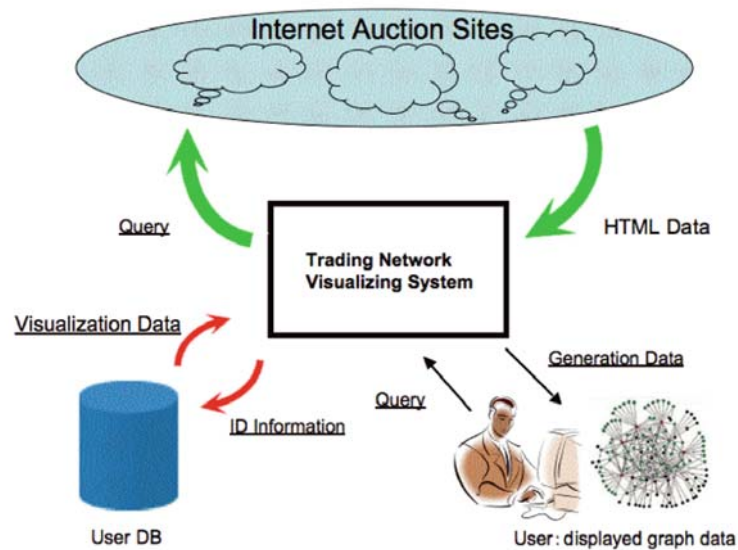 Internet Auction Sites
Query
HTML Data
Trading Network
Visualizing System
Visualization Data
Generation Data
Query
ID Information
User DB
User : displayed graph data